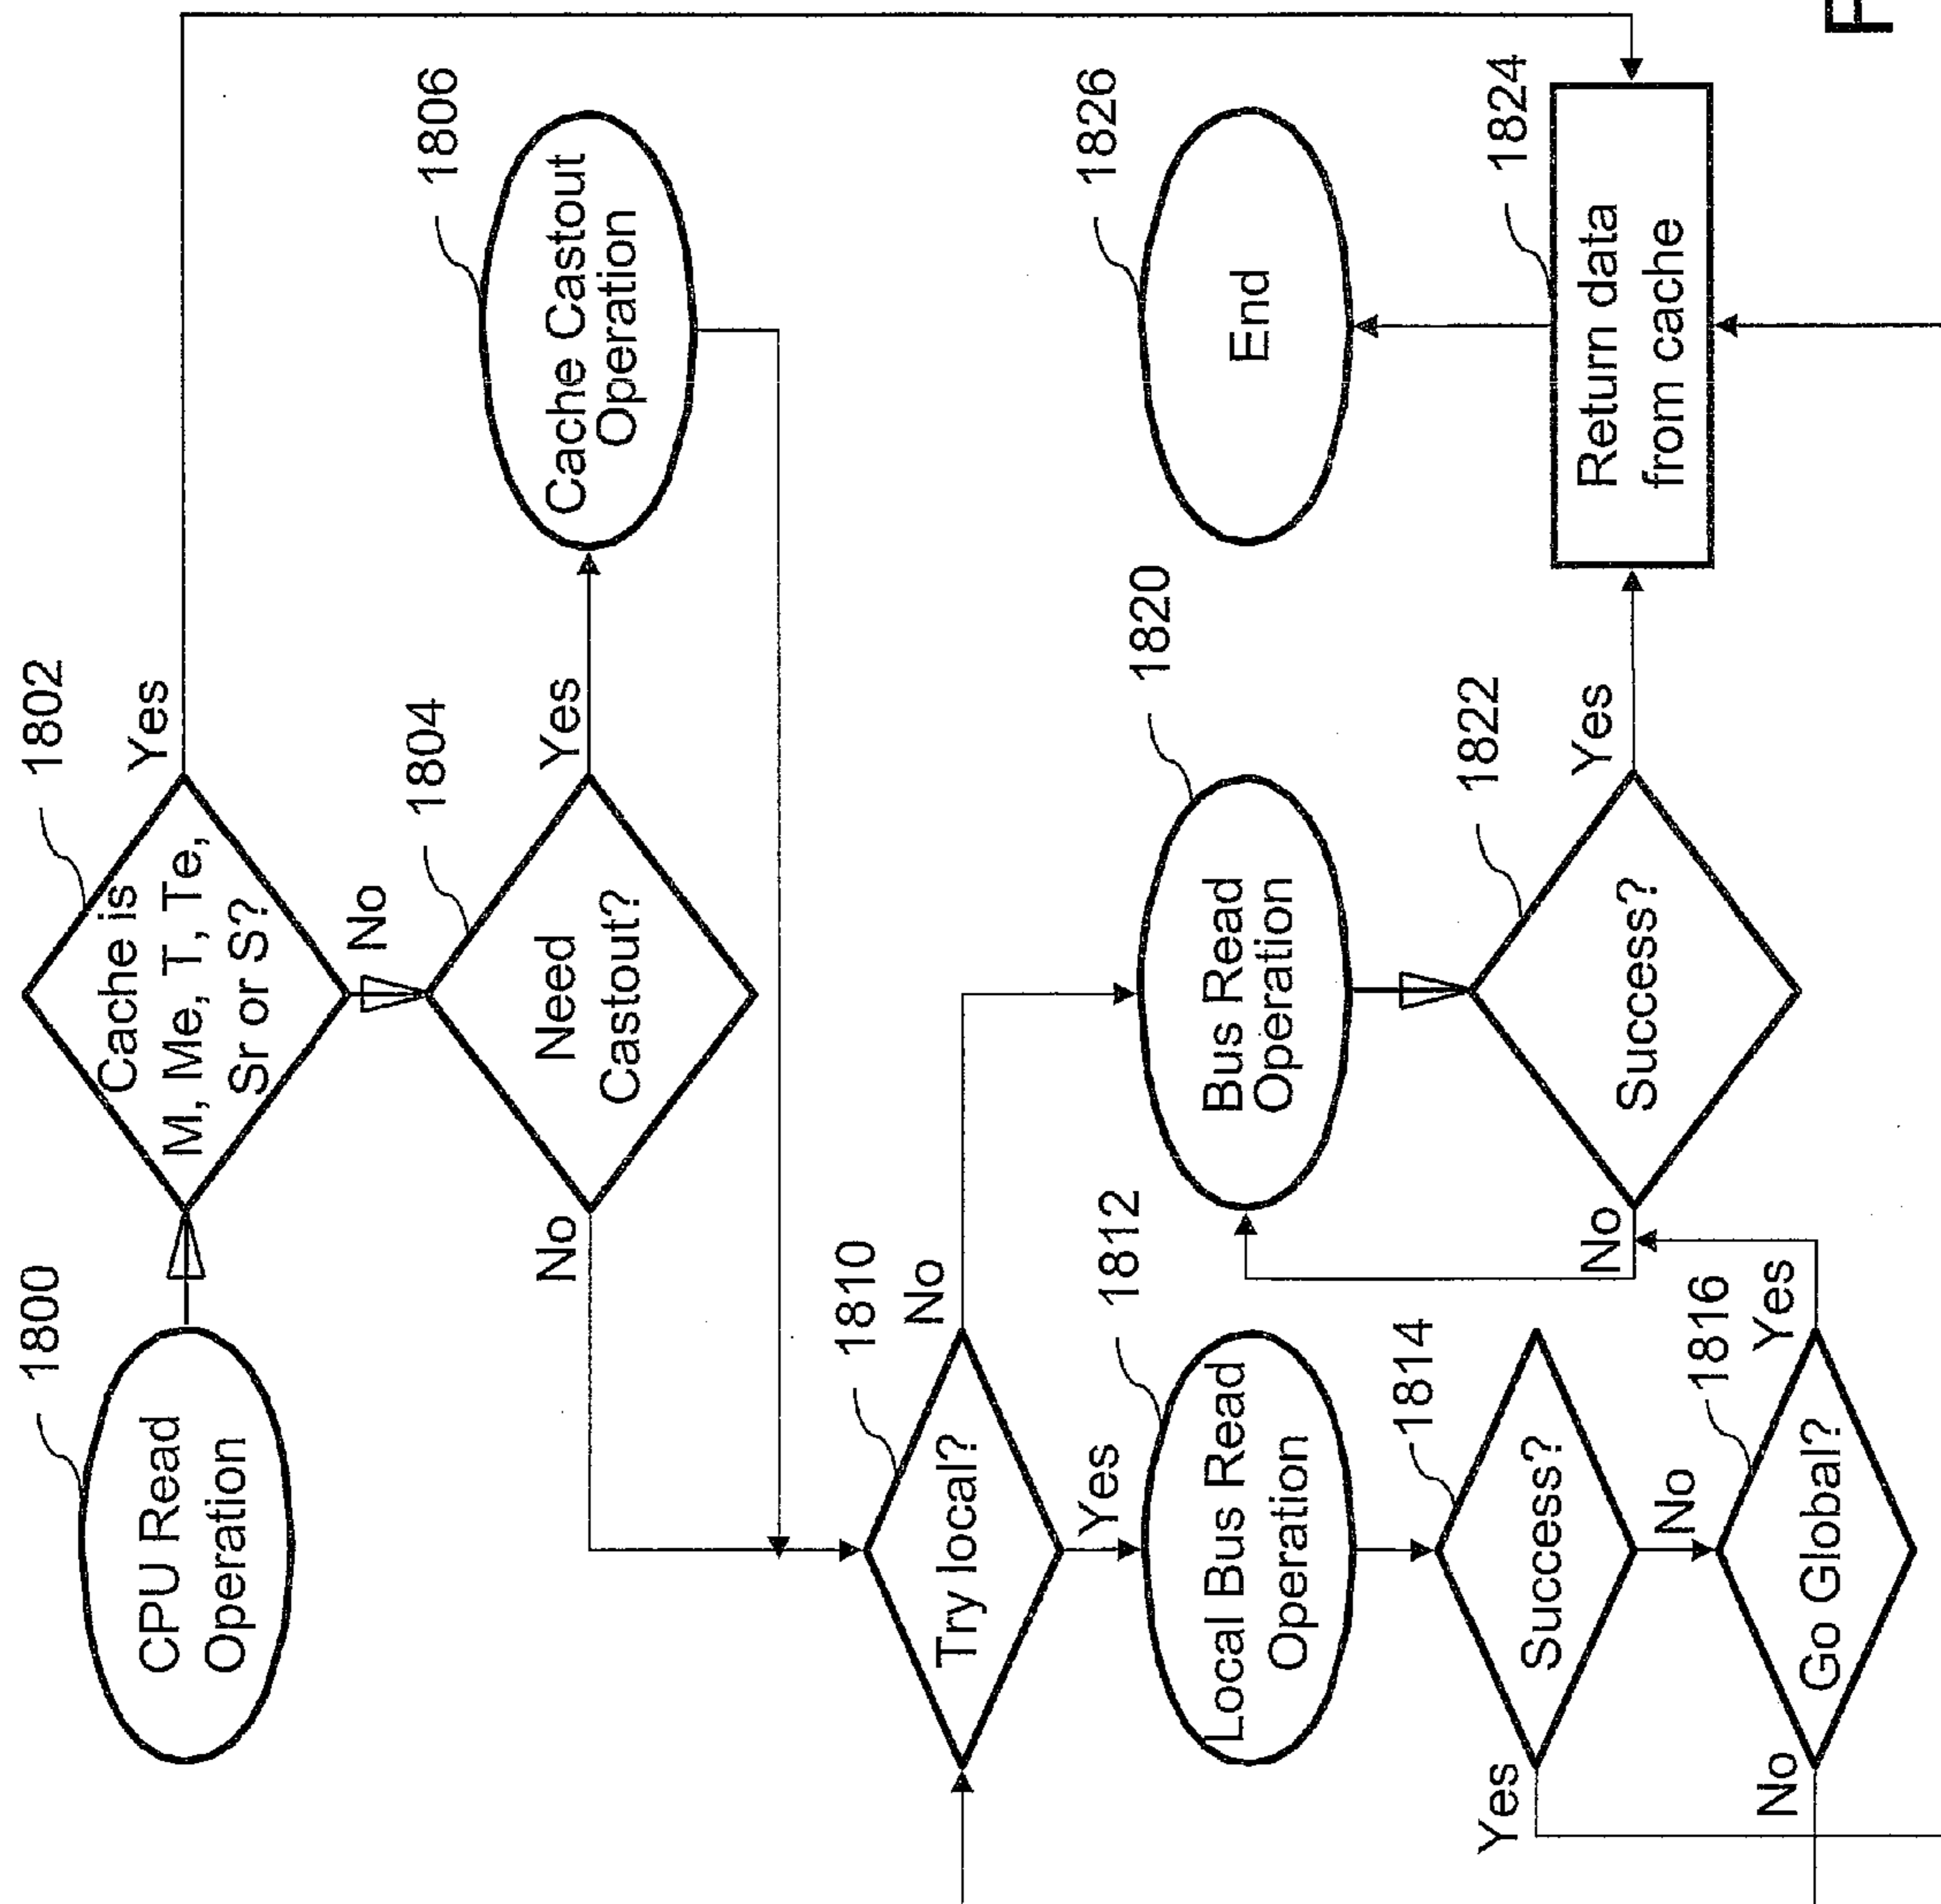 1800
CPU Read
Operation
1802
Cache is
M, Me, T, Te,
Sr or S?
Yes
No
1804
Need
Castout?
Yes
No
1806
Cache Castout
Operation
1810
Try local?
No
Yes
1812
Local Bus Read
Operation
1814
Success?
Yes
No
1816
Go Global?
Yes
No
1820
Bus Read
Operation
1822
Success?
Yes
No
1824
Return data
from cache
1826
End